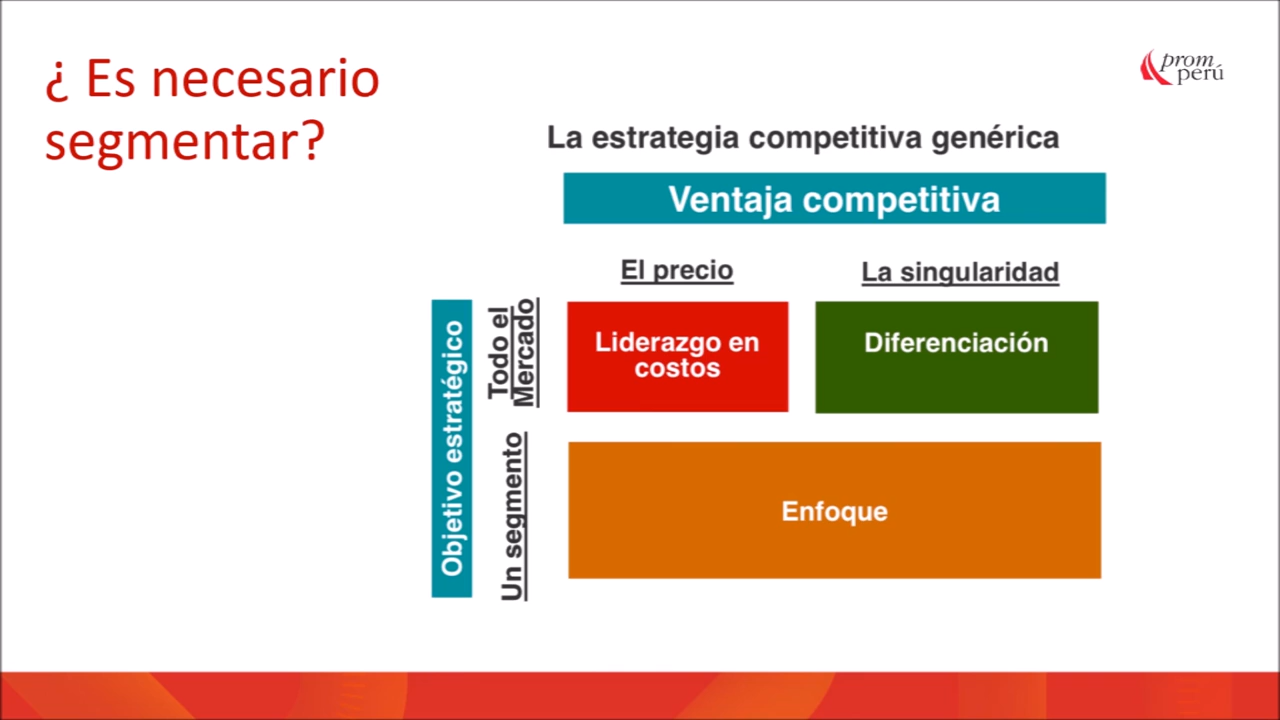 ¿ Es necesario
segmentar?
prom
perú
La estrategia competitiva genérica
Ventaja competitiva
El precio
La singularidad
Objetivo estratégico
Todo el
Mercado
Liderazgo en
costos
Diferenciación
Un segmento
Enfoque